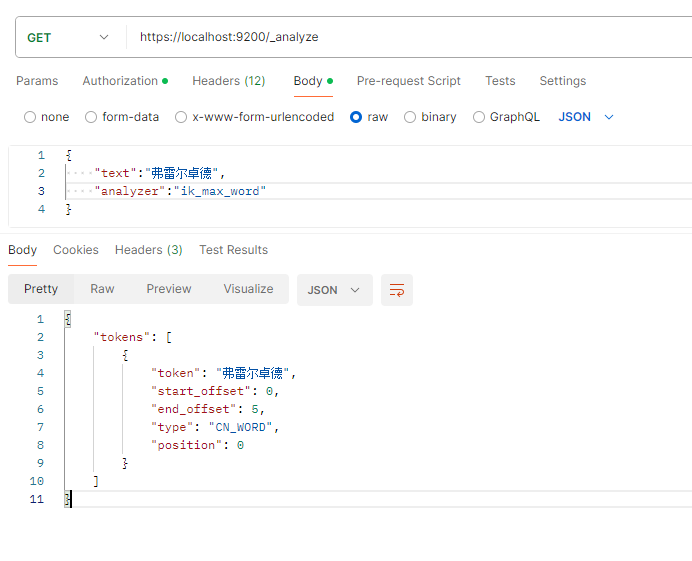 GET https://localhost:9200/_analyze
Params Authorization Headers (12) Body Pre-request Script Tests Settings
none form-data x-www-form-urlencoded raw binary GraphQL JSON
1 {
2 "text":"弗雷尔卓德",
3 "analyzer":"ik_max_word"
4 }
Body Cookies Headers (3) Test Results
Pretty Raw Preview Visualize JSON
1 {
2 "tokens": [
3 {
4 "token": "弗雷尔卓德",
5 "start_offset": 0,
6 "end_offset": 5,
7 "type": "CN_WORD",
8 "position": 0
9 }
10 ]
11 }